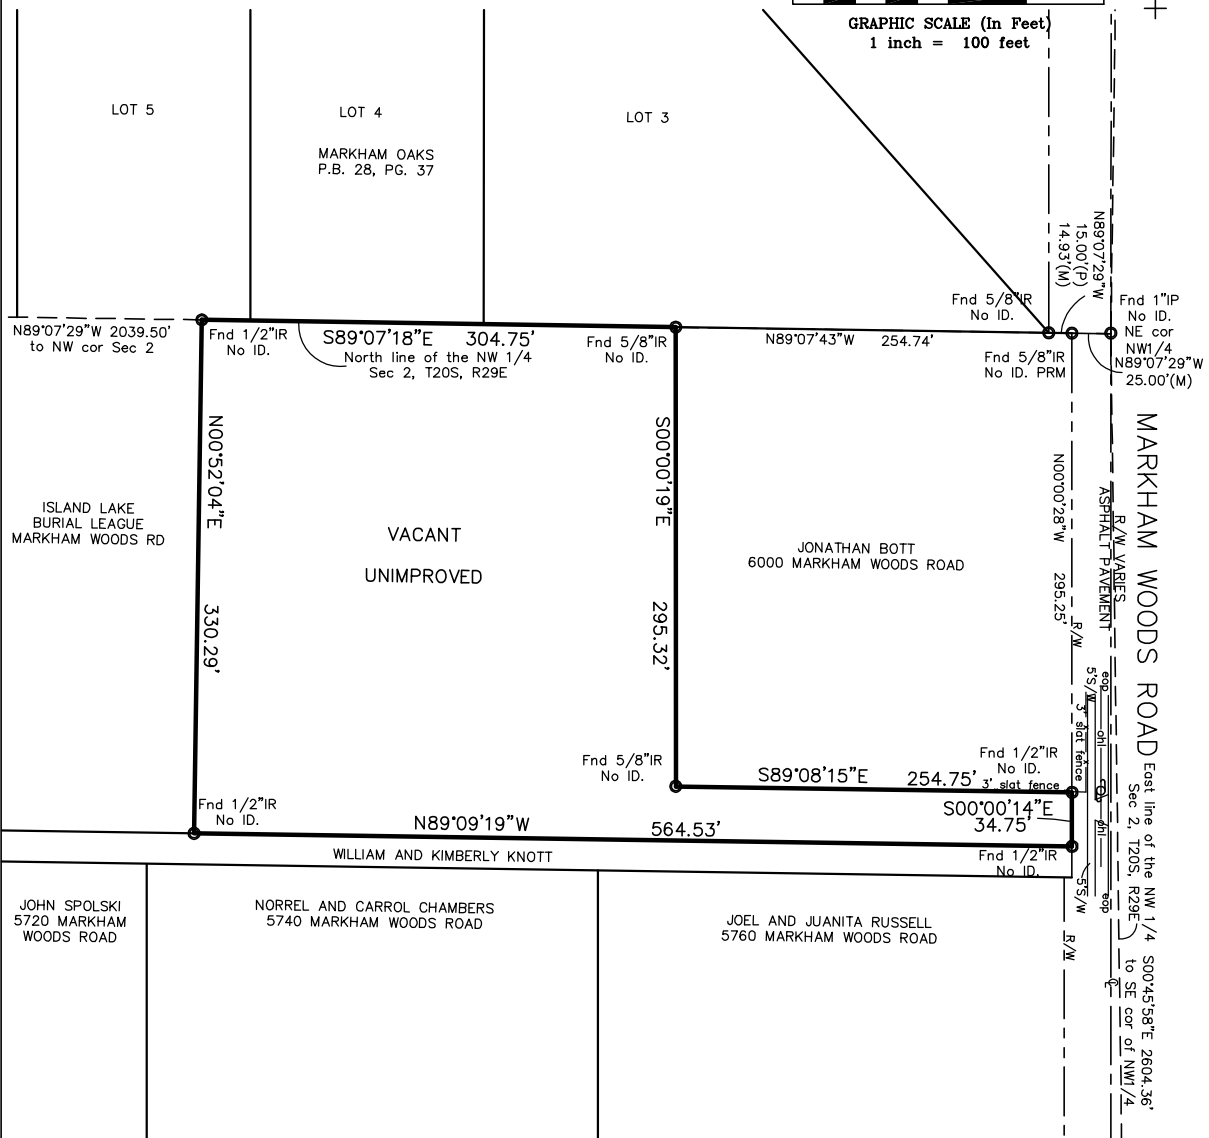 GRAPHIC SCALE (In Feet)
1 inch = 100 feet
LOT 5
LOT 4
LOT 3
MARKHAM OAKS
P.B. 28, PG. 37
N89°07'29"W
15.00'(P)
14.93'(M)
Fnd 5/8"IR
No ID.
Fnd 1"IP
No ID.
NE cor
NW1/4
N89°07'29"W
25.00'(M)
N89°07'29"W 2039.50'
to NW cor Sec 2
Fnd 1/2"IR
No ID.
S89°07'18"E 304.75'
North line of the NW 1/4
Sec 2, T20S, R29E
Fnd 5/8"IR
No ID.
N89°07'43"W 254.74'
Fnd 5/8"IR
No ID. PRM
N00°52'04"E
330.29'
S00°00'19"E
295.32'
N00°00'28"W 295.25'
R/W
ISLAND LAKE
BURIAL LEAGUE
MARKHAM WOODS RD
VACANT
UNIMPROVED
JONATHAN BOTT
6000 MARKHAM WOODS ROAD
MARKHAM WOODS ROAD
R/W VARIES
ASPHALT PAVEMENT
eop
5'S/W
3' slat fence
ohl
ohl
eop
5'S/W
Fnd 5/8"IR
No ID.
S89°08'15"E 254.75'
Fnd 1/2"IR
No ID.
3' slat fence
S00°00'14"E
34.75'
Fnd 1/2"IR
No ID.
N89°09'19"W 564.53'
Fnd 1/2"IR
No ID.
WILLIAM AND KIMBERLY KNOTT
East line of the NW 1/4 S00°45'58"E 2604.36'
Sec 2, T20S, R29E to SE cor of NW1/4
JOHN SPOLSKI
5720 MARKHAM
WOODS ROAD
NORREL AND CARROL CHAMBERS
5740 MARKHAM WOODS ROAD
JOEL AND JUANITA RUSSELL
5760 MARKHAM WOODS ROAD
R/W